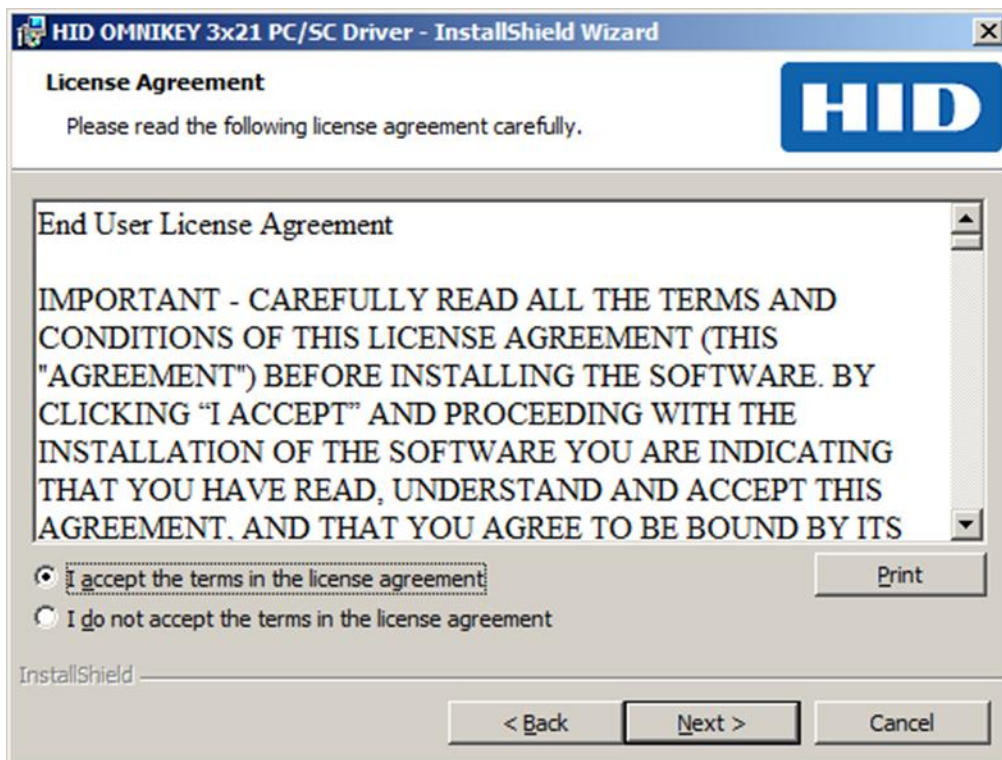 HID OMNIKEY 3x21 PC/SC Driver - InstallShield Wizard
License Agreement
Please read the following license agreement carefully.
HID
End User License Agreement
IMPORTANT - CAREFULLY READ ALL THE TERMS AND
CONDITIONS OF THIS LICENSE AGREEMENT (THIS
"AGREEMENT") BEFORE INSTALLING THE SOFTWARE. BY
CLICKING “I ACCEPT” AND PROCEEDING WITH THE
INSTALLATION OF THE SOFTWARE YOU ARE INDICATING
THAT YOU HAVE READ, UNDERSTAND AND ACCEPT THIS
AGREEMENT, AND THAT YOU AGREE TO BE BOUND BY ITS
I accept the terms in the license agreement
Print
I do not accept the terms in the license agreement
InstallShield
< Back
Next >
Cancel